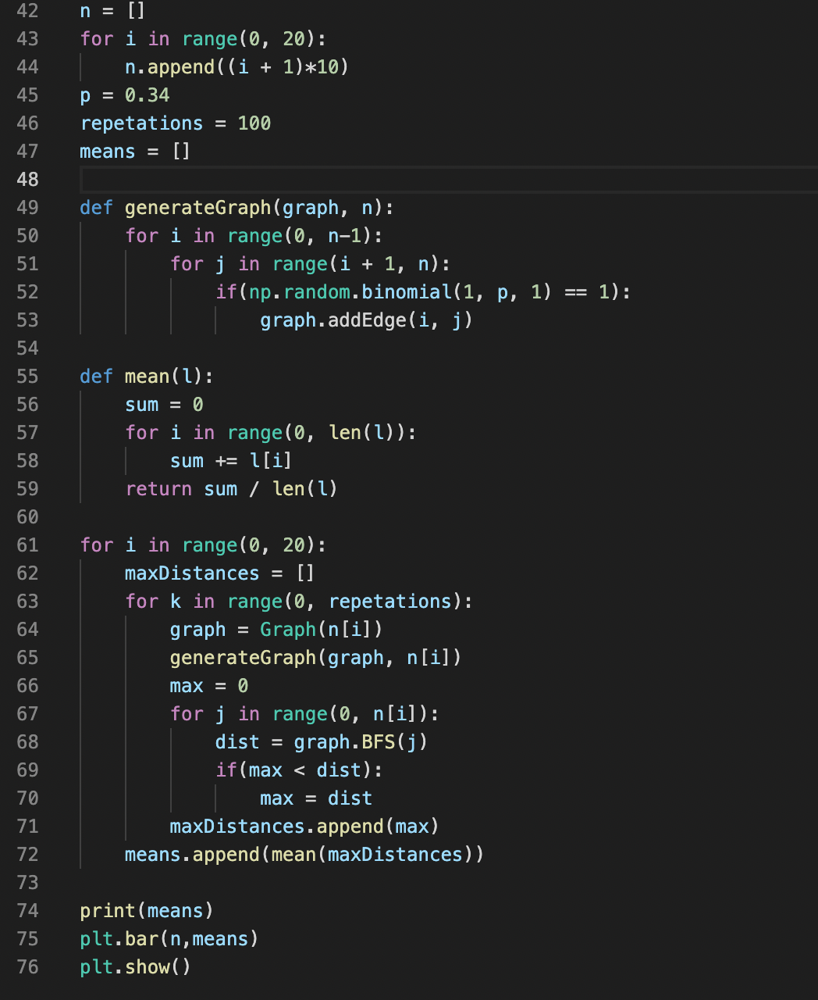 42 n = []
43 for i in range(0, 20):
44     n.append((i + 1)*10)
45 p = 0.34
46 repetations = 100
47 means = []
48
49 def generateGraph(graph, n):
50     for i in range(0, n-1):
51         for j in range(i + 1, n):
52             if(np.random.binomial(1, p, 1) == 1):
53                 graph.addEdge(i, j)
54
55 def mean(l):
56     sum = 0
57     for i in range(0, len(l)):
58         sum += l[i]
59     return sum / len(l)
60
61 for i in range(0, 20):
62     maxDistances = []
63     for k in range(0, repetations):
64         graph = Graph(n[i])
65         generateGraph(graph, n[i])
66         max = 0
67         for j in range(0, n[i]):
68             dist = graph.BFS(j)
69             if(max < dist):
70                 max = dist
71         maxDistances.append(max)
72     means.append(mean(maxDistances))
73
74 print(means)
75 plt.bar(n,means)
76 plt.show()